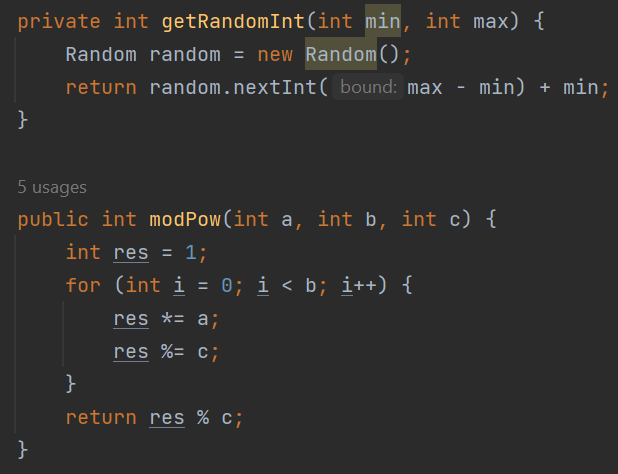 private int getRandomInt(int min, int max) {
Random random = new Random();
return random.nextInt( bound: max - min) + min;
}
5 usages
public int modPow(int a, int b, int c) {
int res = 1;
for (int i = 0; i < b; i++) {
res *= a;
res %= c;
}
return res % c;
}